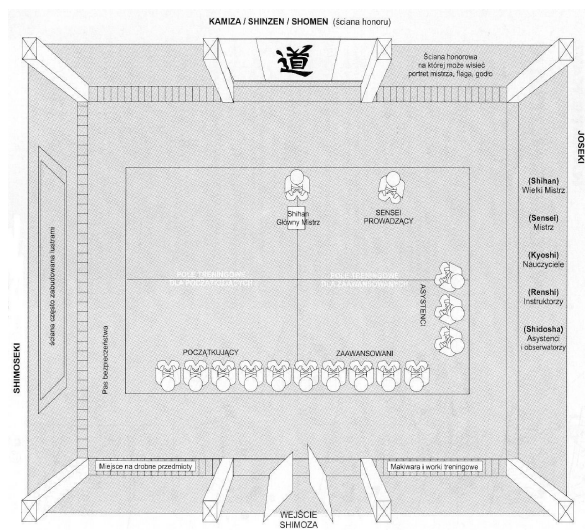 KAMIZA / SHINZEN / SHOMEN (ściana honoru)
道
Ściana honorowa
na której może wisieć
portret mistrza, flaga, godło
JOSEKI
(Shihan)
Wielki Mistrz
(Sensei)
Mistrz
(Kyoshi)
Nauczyciele
(Renshi)
Instruktorzy
(Shidosha)
Asystenci
i obserwatorzy
Shihan
Główny Mistrz
SENSEI
PROWADZĄCY
POLE TRENINGOWE
DLA POCZĄTKUJĄCYCH
POLE TRENINGOWE
DLA ZAAWANSOWANYCH
ASYSTENCI
ściana często zabudowana lustrami
SHIMOSEKI
Pas bezpieczeństwa
POCZĄTKUJĄCY
ZAAWANSOWANI
Miejsce na drobne przedmioty
Makiwara i worki treningowe
WEJŚCIE
SHIMOZA